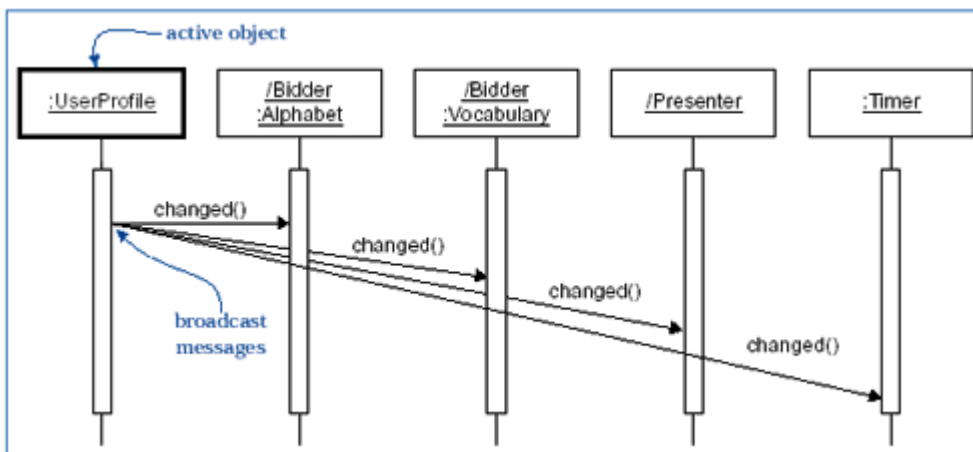 active object
:UserProfile
/Bidder
:Alphabet
/Bidder
:Vocabulary
/Presenter
:Timer
changed()
changed()
changed()
changed()
broadcast
messages